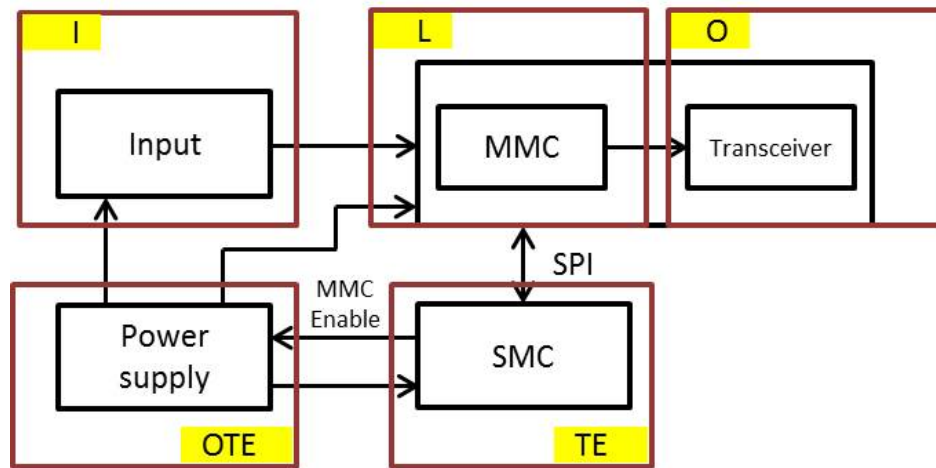 I
L
O
Input
MMC
Transceiver
SPI
MMC
Enable
Power
supply
SMC
OTE
TE